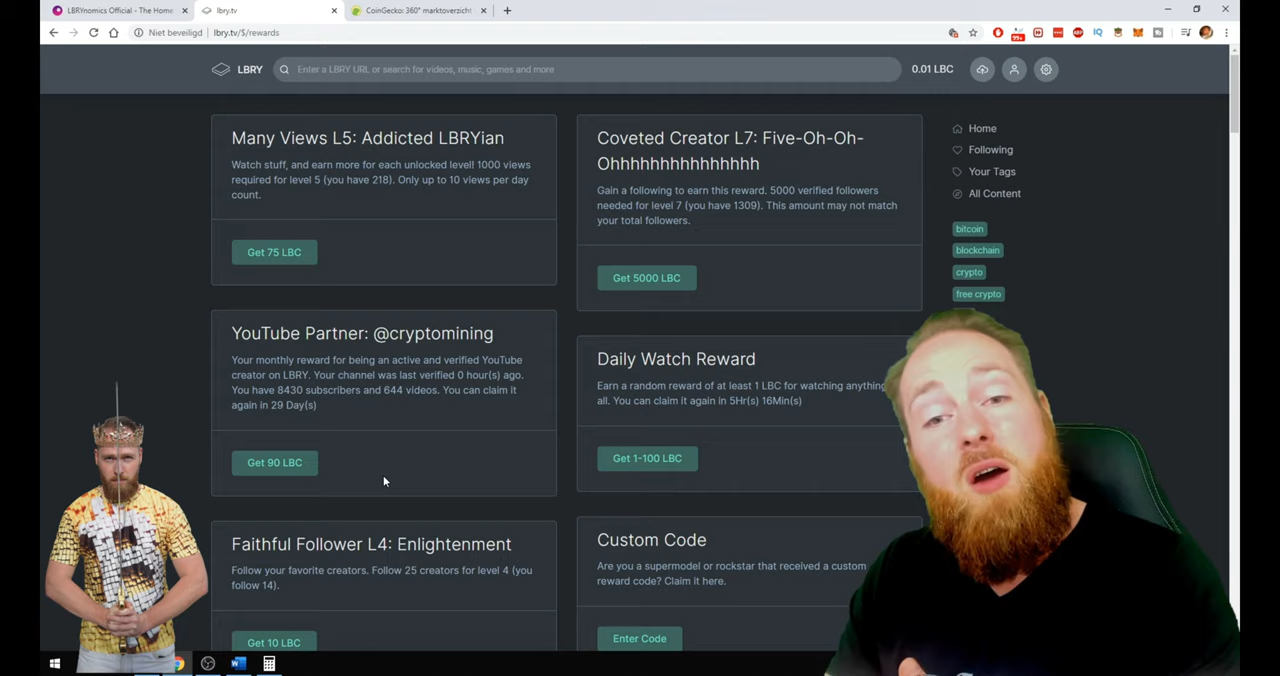 LBRYnomics Official - The Home
lbry.tv
CoinGecko: 360° marktoverzicht
Niet beveiligd
lbry.tv/$/rewards
99+
IQ
LBRY
Enter a LBRY URL or search for videos, music, games and more
0.01 LBC
Many Views L5: Addicted LBRYian
Watch stuff, and earn more for each unlocked level! 1000 views
required for level 5 (you have 218). Only up to 10 views per day
count.
Get 75 LBC
YouTube Partner: @cryptomining
Your monthly reward for being an active and verified YouTube
creator on LBRY. Your channel was last verified 0 hour(s) ago.
You have 8430 subscribers and 644 videos. You can claim it
again in 29 Day(s)
Get 90 LBC
Faithful Follower L4: Enlightenment
Follow your favorite creators. Follow 25 creators for level 4 (you
follow 14).
Get 10 LBC
Coveted Creator L7: Five-Oh-Oh-
Ohhhhhhhhhhhhhhh
Gain a following to earn this reward. 5000 verified followers
needed for level 7 (you have 1309). This amount may not match
your total followers.
Get 5000 LBC
Daily Watch Reward
Earn a random reward of at least 1 LBC for watching anything
all. You can claim it again in 5Hr(s) 16Min(s)
Get 1-100 LBC
Custom Code
Are you a supermodel or rockstar that received a custom
reward code? Claim it here.
Enter Code
Home
Following
Your Tags
All Content
bitcoin
blockchain
crypto
free crypto